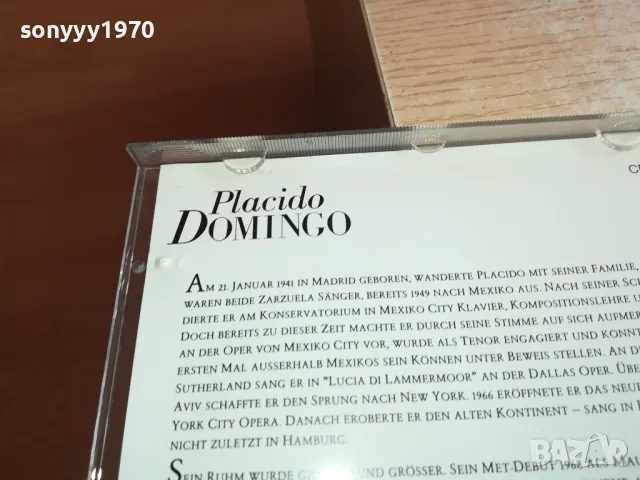 sonyyy1970
Placido
DOMINGO
AM 21. JANUAR 1941 IN MADRID GEBOREN, WANDERTE PLACIDO MIT SEINER FAMILIE,
WAREN BEIDE ZARZUELA SÄNGER, BEREITS 1949 NACH MEXIKO AUS. NACH SEINER
DIERTE ER AM KONSERVATORIUM IN MEXIKO CITY KLAVIER, KOMPOSITIONSLEHRE
DOCH BEREITS ZU DIESER ZEIT MACHTE ER DURCH SEINE STIMME AUF SICH
AN DER OPER VON MEXIKO CITY VOR, WURDE ALS TENOR ENGAGIERT UND
ERSTEN MAL AUSSERHALB MEXIKOS SEIN KÖNNEN UNTER BEWEIS STELLEN. AN
SUTHERLAND SANG ER IN "LUCIA DI LAMMERMOOR" AN DER DALLAS OPER.
AVIV SCHAFFTE ER DEN SPRUNG NACH NEW YORK. 1966 ERÖFFNETE ER DAS
YORK CITY OPERA. DANACH EROBERTE ER DEN ALTEN KONTINENT – SANG IN
NICHT ZULETZT IN HAMBURG.
SEIN RUHM WURDE UND GRÖSSER. SEIN MET-DEBUT ALS
BAZAR